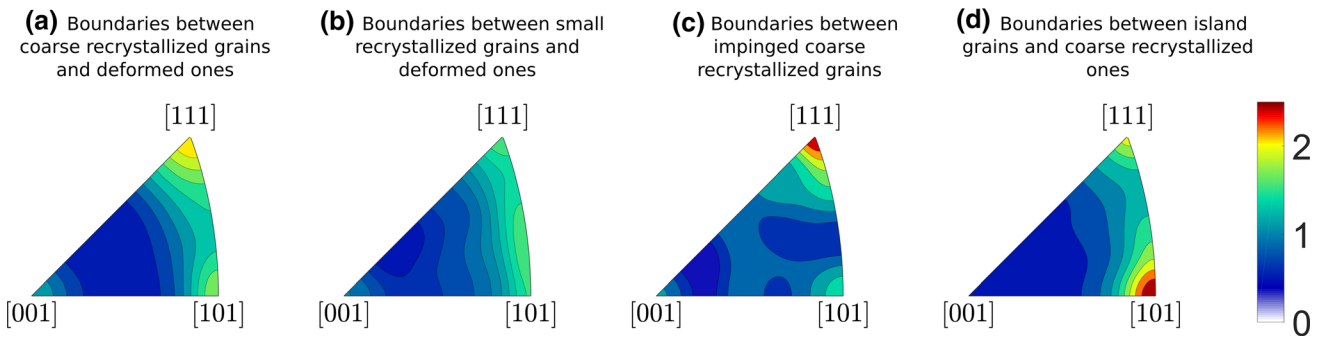 (a) Boundaries between
coarse recrystallized grains
and deformed ones
(b) Boundaries between small
recrystallized grains and
deformed ones
(c) Boundaries between
impinged coarse
recrystallized grains
(d) Boundaries between island
grains and coarse recrystallized
ones
[111]
[111]
[111]
[111]
2
1
0
[001]
[101]
[001]
[101]
[001]
[101]
[001]
[101]